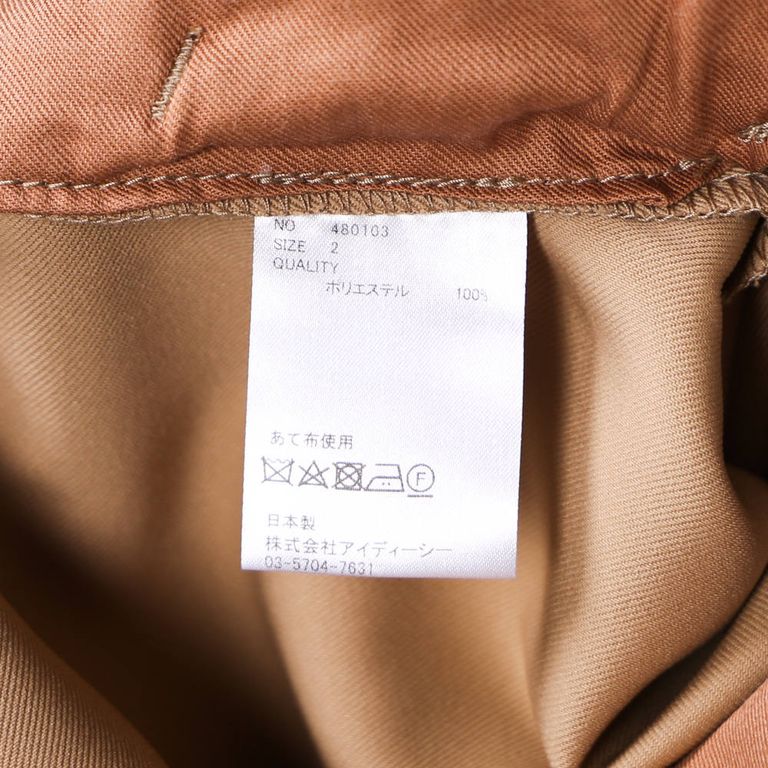 NO 480103
SIZE 2
QUALITY
ポリエステル 100%
あて布使用
F
日本製
株式会社アイディーシー
03-5704-7631